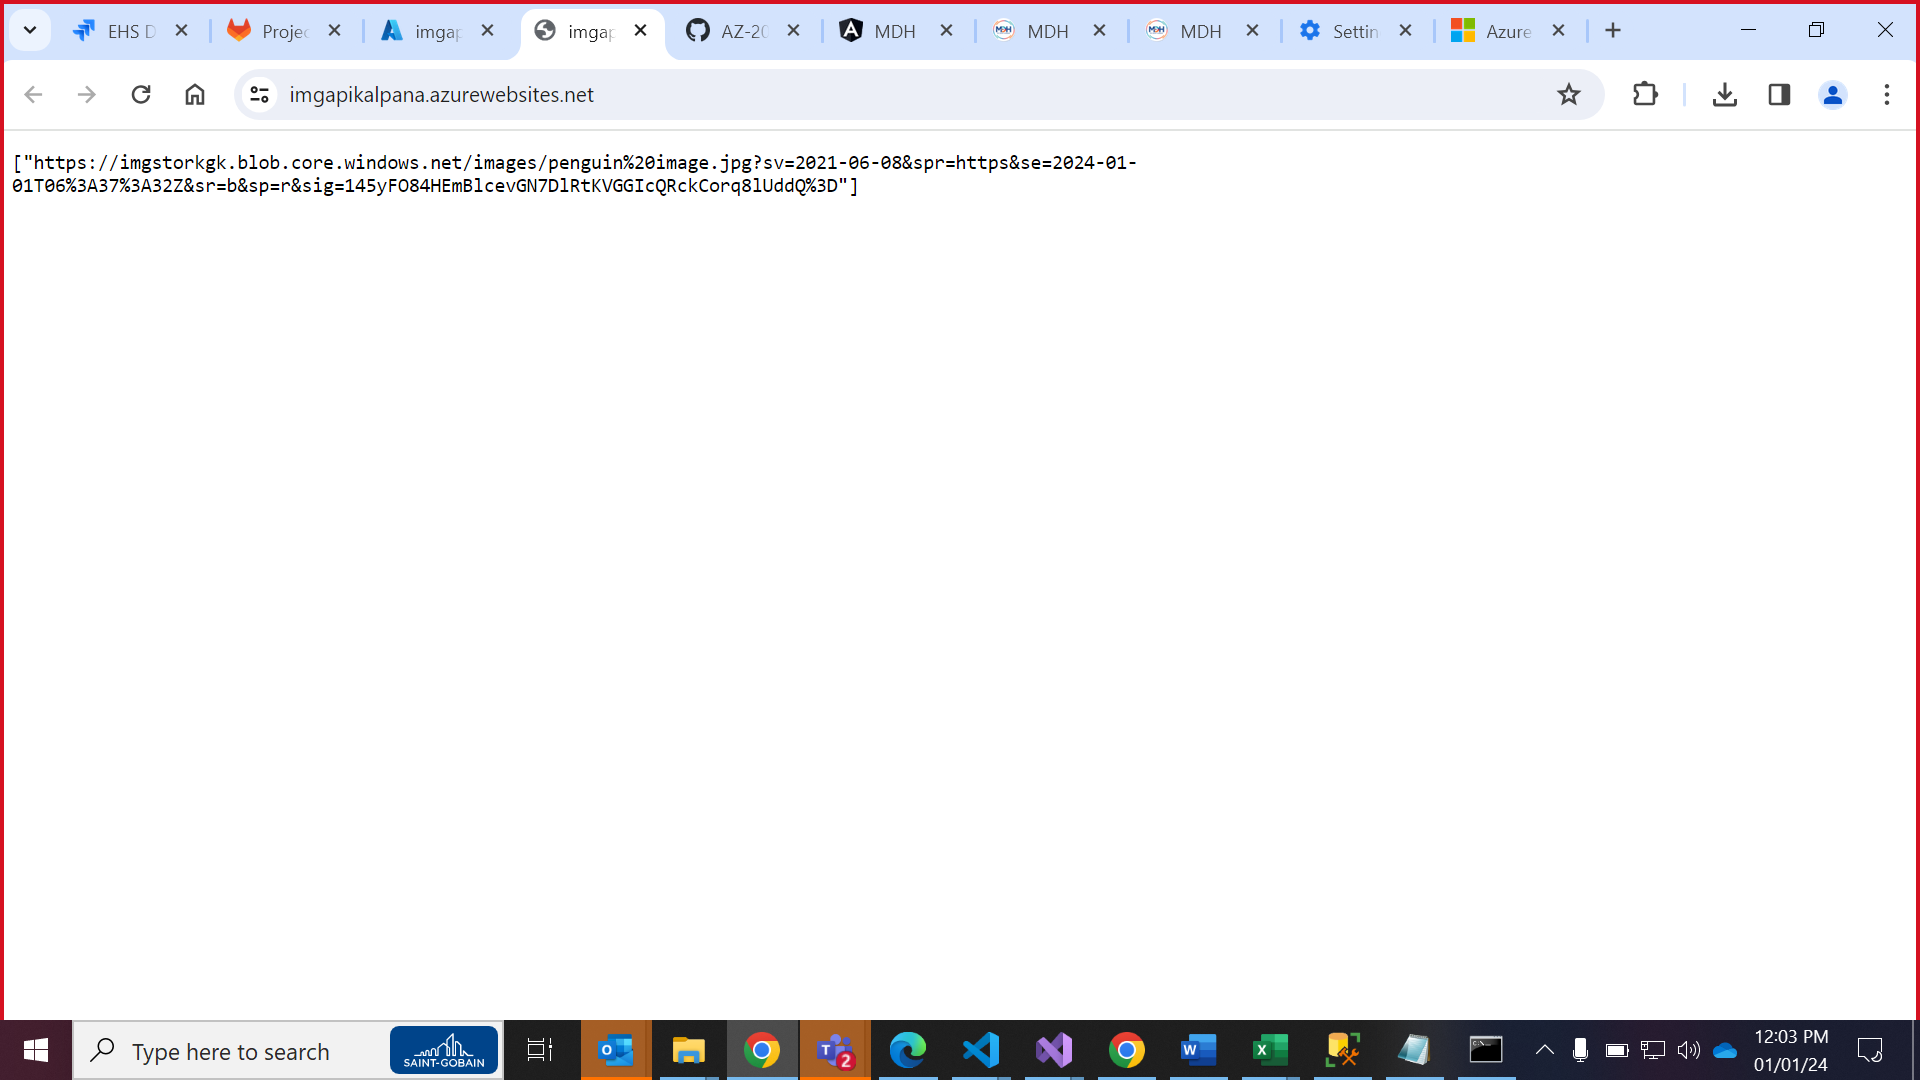 EHS D
Projec
imgap
imgap
AZ-20
MDH
MDH
MDH
Settin
Azure
imgapikalpana.azurewebsites.net
["https://imgstorkgk.blob.core.windows.net/images/penguin%20image.jpg?sv=2021-06-08&spr=https&se=2024-01-
01T06%3A37%3A32Z&sr=b&sp=r&sig=145yFO84HEmBlcevGN7DlRtKVGGIcQRckCorq8lUddQ%3D"]
Type here to search
SAINT-GOBAIN
2
12:03 PM
01/01/24